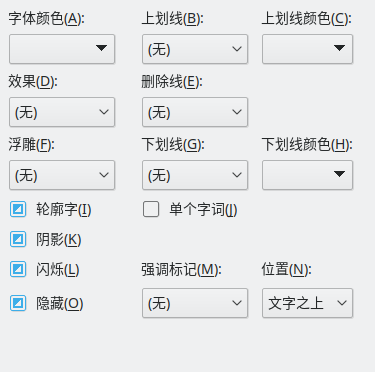 字体颜色(A): 上划线(B): 上划线颜色(C):
(无)
效果(D): 删除线(E):
(无) (无)
浮雕(F): 下划线(G): 下划线颜色(H):
(无) (无)
轮廓字(I) 单个字词(J)
阴影(K)
闪烁(L) 强调标记(M): 位置(N):
隐藏(O) (无) 文字之上